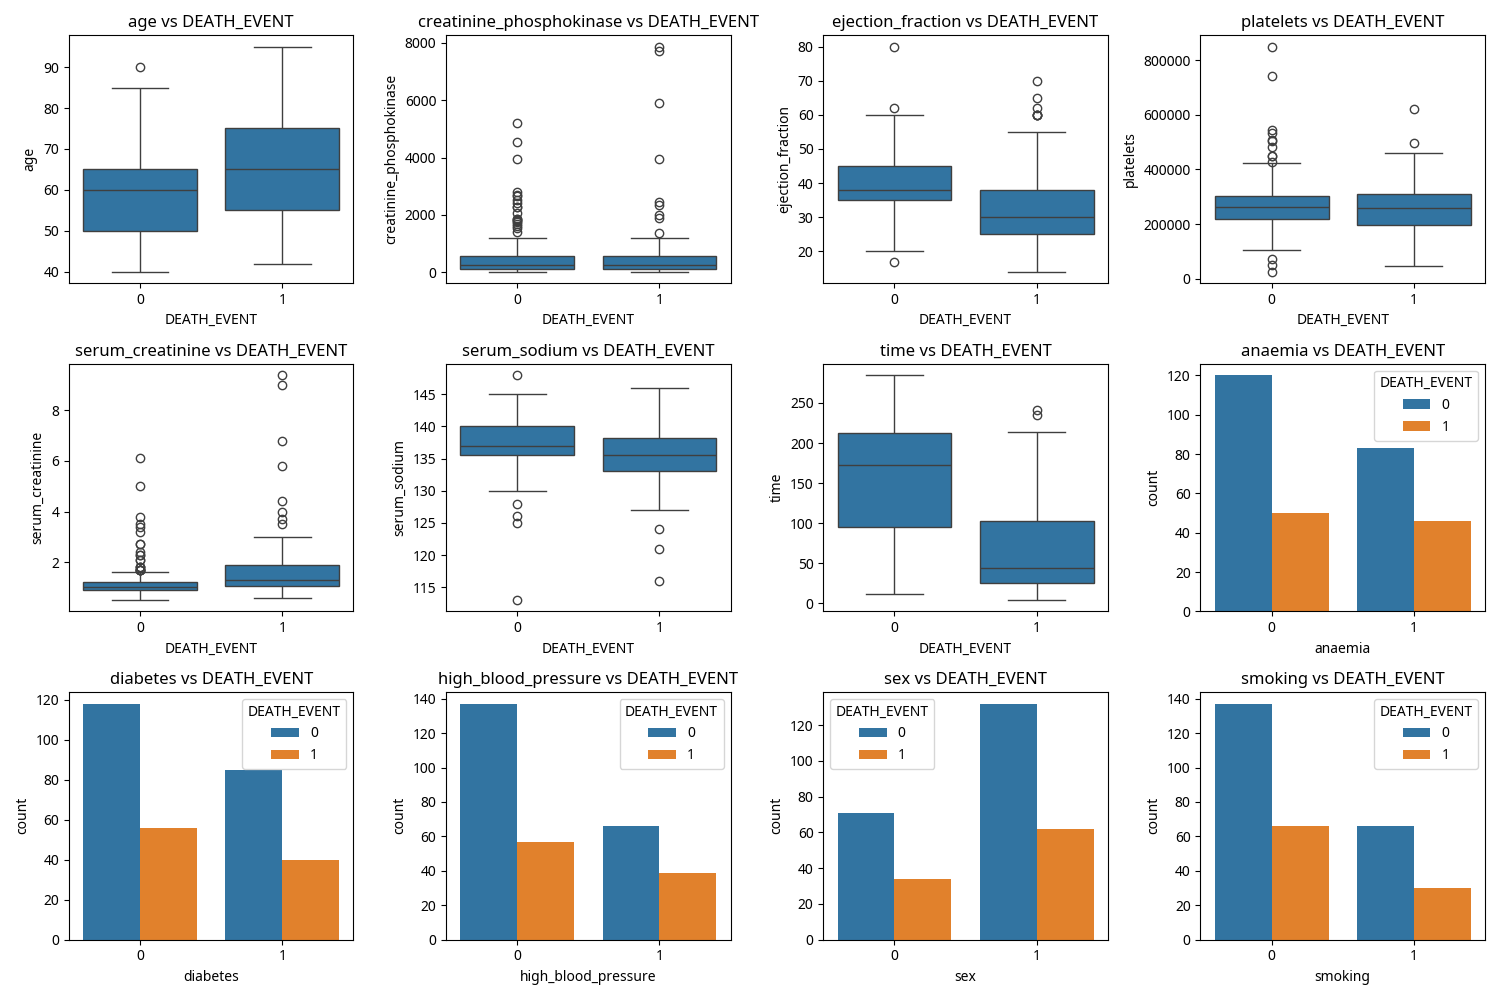 age vs DEATH_EVENT
age
90
80
70
60
50
40
0
1
DEATH_EVENT
creatinine_phosphokinase vs DEATH_EVENT
creatinine_phosphokinase
8000
6000
4000
2000
0
0
1
DEATH_EVENT
ejection_fraction vs DEATH_EVENT
ejection_fraction
80
70
60
50
40
30
20
0
1
DEATH_EVENT
platelets vs DEATH_EVENT
platelets
800000
600000
400000
200000
0
0
1
DEATH_EVENT
serum_creatinine vs DEATH_EVENT
serum_creatinine
8
6
4
2
0
1
DEATH_EVENT
serum_sodium vs DEATH_EVENT
serum_sodium
145
140
135
130
125
120
115
0
1
DEATH_EVENT
time vs DEATH_EVENT
time
250
200
150
100
50
0
0
1
DEATH_EVENT
anaemia vs DEATH_EVENT
count
120
100
80
60
40
20
0
DEATH_EVENT
0
1
0
1
anaemia
diabetes vs DEATH_EVENT
count
120
100
80
60
40
20
0
DEATH_EVENT
0
1
0
1
diabetes
high_blood_pressure vs DEATH_EVENT
count
140
120
100
80
60
40
20
0
DEATH_EVENT
0
1
0
1
high_blood_pressure
sex vs DEATH_EVENT
count
120
100
80
60
40
20
0
DEATH_EVENT
0
1
0
1
sex
smoking vs DEATH_EVENT
count
140
120
100
80
60
40
20
0
DEATH_EVENT
0
1
0
1
smoking